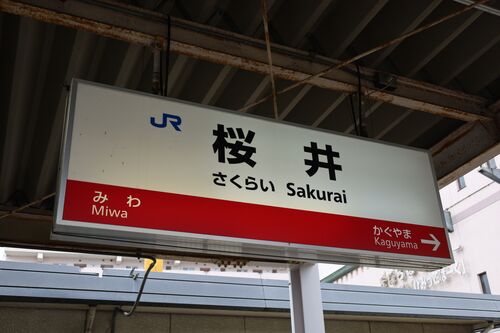 JR
桜井
さくらい Sakurai
みわ
Miwa
かぐやま
Kaguyama